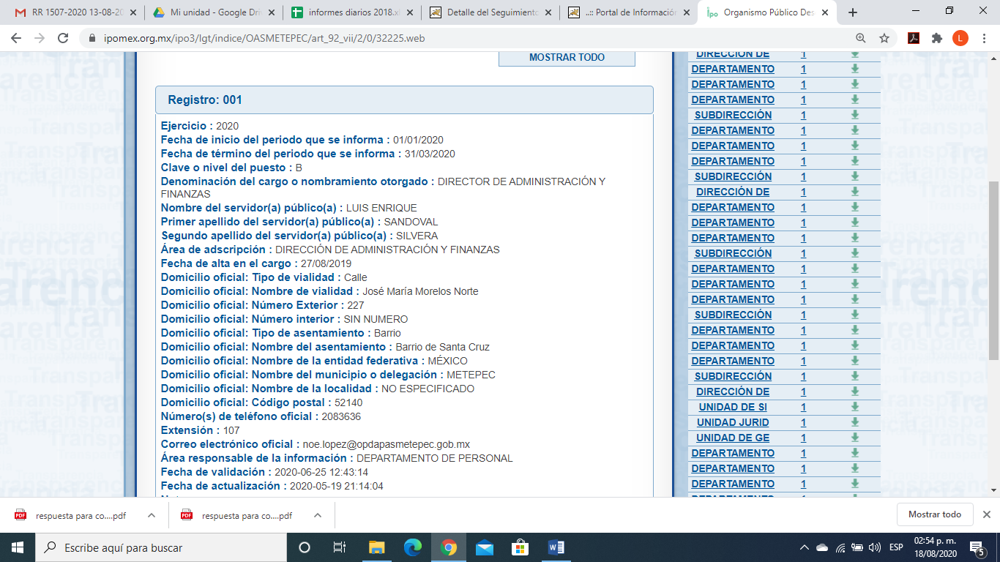 RR 1507-2020 13-08-20
Mi unidad - Google Dri
informes diarios 2018.x
Detalle del Seguimiento
..:: Portal de Información
Organismo Público Des
ipomex.org.mx/ipo3/lgt/indice/OASMETEPEC/art_92_vii/2/0/32225.web
L
MOSTRAR TODO
Registro: 001
Ejercicio : 2020
Fecha de inicio del periodo que se informa : 01/01/2020
Fecha de término del periodo que se informa : 31/03/2020
Clave o nivel del puesto : B
Denominación del cargo o nombramiento otorgado : DIRECTOR DE ADMINISTRACIÓN Y
FINANZAS
Nombre del servidor(a) público(a) : LUIS ENRIQUE
Primer apellido del servidor(a) público(a) : SANDOVAL
Segundo apellido del servidor(a) público(a) : SILVERA
Área de adscripción : DIRECCIÓN DE ADMINISTRACIÓN Y FINANZAS
Fecha de alta en el cargo : 27/08/2019
Domicilio oficial: Tipo de vialidad : Calle
Domicilio oficial: Nombre de vialidad : José María Morelos Norte
Domicilio oficial: Número Exterior : 227
Domicilio oficial: Número interior : SIN NUMERO
Domicilio oficial: Tipo de asentamiento : Barrio
Domicilio oficial: Nombre del asentamiento : Barrio de Santa Cruz
Domicilio oficial: Nombre de la entidad federativa : MÉXICO
Domicilio oficial: Nombre del municipio o delegación : METEPEC
Domicilio oficial: Nombre de la localidad : NO ESPECIFICADO
Domicilio oficial: Código postal : 52140
Número(s) de teléfono oficial : 2083636
Extensión : 107
Correo electrónico oficial : noe.lopez@opdapasmetepec.gob.mx
Área responsable de la información : DEPARTAMENTO DE PERSONAL
Fecha de validación : 2020-06-25 12:43:14
Fecha de actualización : 2020-05-19 21:14:04
DIRECCIÓN DE 1
DEPARTAMENTO 1
DEPARTAMENTO 1
DEPARTAMENTO 1
SUBDIRECCIÓN 1
DEPARTAMENTO 1
DEPARTAMENTO 1
DEPARTAMENTO 1
SUBDIRECCIÓN 1
DIRECCIÓN DE 1
DEPARTAMENTO 1
DEPARTAMENTO 1
DEPARTAMENTO 1
SUBDIRECCIÓN 1
DEPARTAMENTO 1
DEPARTAMENTO 1
DEPARTAMENTO 1
SUBDIRECCIÓN 1
DEPARTAMENTO 1
DEPARTAMENTO 1
DEPARTAMENTO 1
SUBDIRECCIÓN 1
DIRECCIÓN DE 1
UNIDAD DE SI 1
UNIDAD JURID 1
UNIDAD DE GE 1
DEPARTAMENTO 1
DEPARTAMENTO 1
DEPARTAMENTO 1
respuesta para co....pdf
respuesta para co....pdf
Mostrar todo
Escribe aquí para buscar
ESP
02:54 p. m.
18/08/2020
5